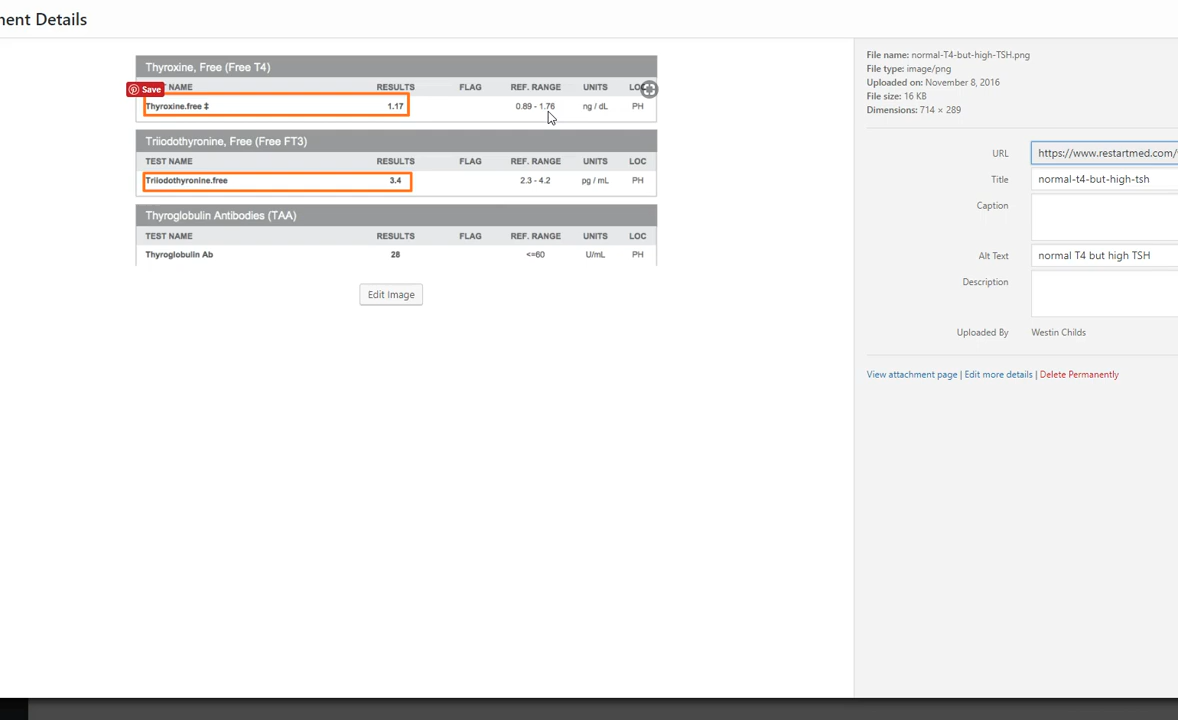 ment Details
Thyroxine, Free (Free T4)
Save
NAME RESULTS FLAG REF. RANGE UNITS LOC
Thyroxine.free ‡ 1.17 0.89 - 1.76 ng / dL PH
Triiodothyronine, Free (Free FT3)
TEST NAME RESULTS FLAG REF. RANGE UNITS LOC
Triiodothyronine.free 3.4 2.3 - 4.2 pg / mL PH
Thyroglobulin Antibodies (TAA)
TEST NAME RESULTS FLAG REF. RANGE UNITS LOC
Thyroglobulin Ab 28 <=60 U/mL PH
Edit Image
File name: normal-T4-but-high-TSH.png
File type: image/png
Uploaded on: November 8, 2016
File size: 16 KB
Dimensions: 714 × 289
URL https://www.restartmed.com/
Title normal-t4-but-high-tsh
Caption
Alt Text normal T4 but high TSH
Description
Uploaded By Westin Childs
View attachment page | Edit more details | Delete Permanently